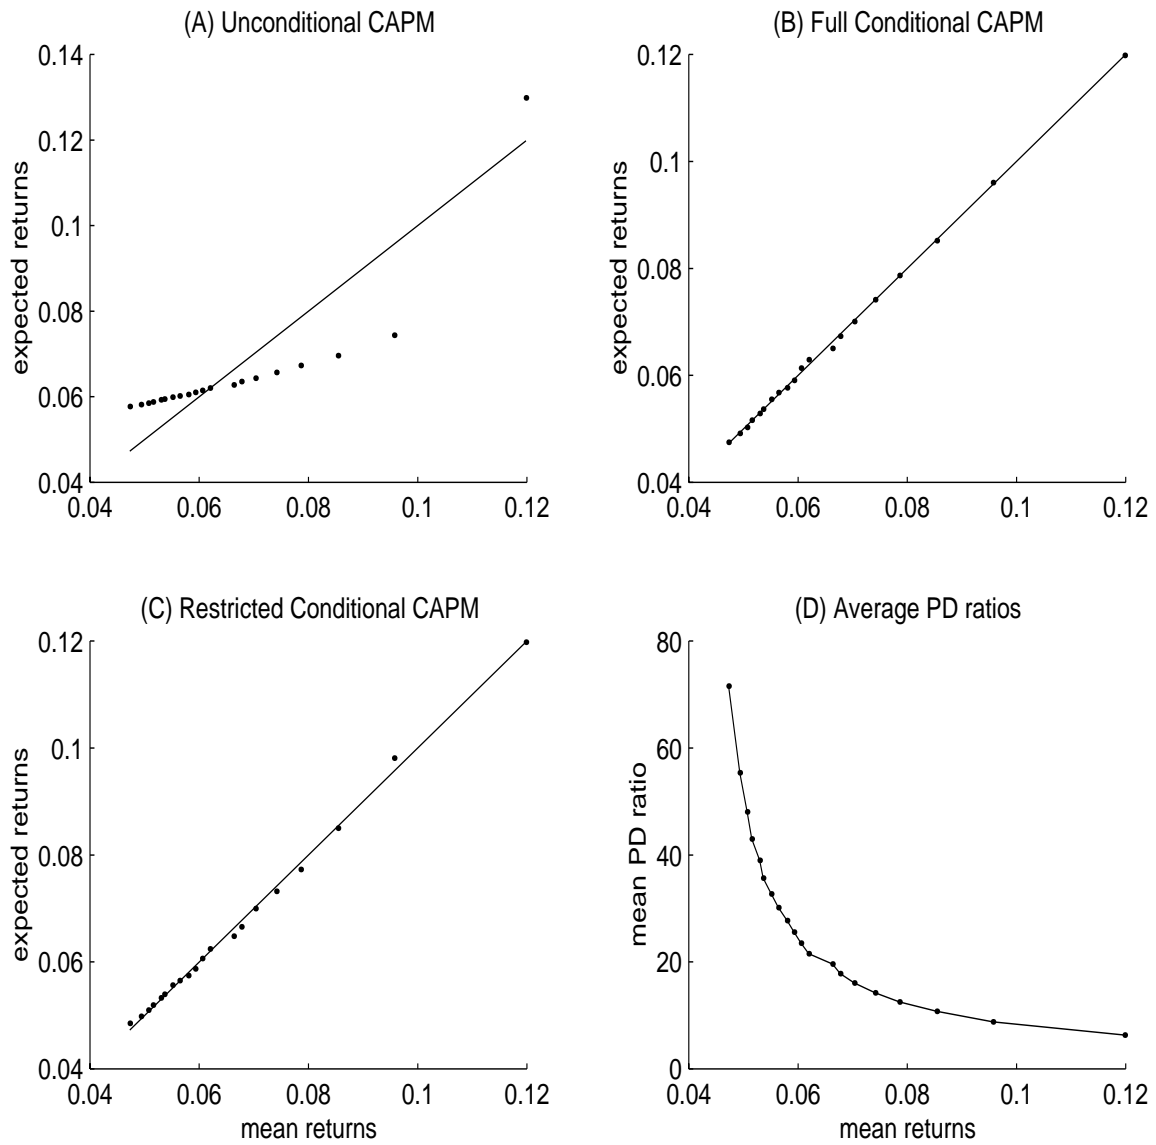 (A) Unconditional CAPM
0.14
0.12
0.1
0.08
0.06
0.04
expected returns
0.04 0.06 0.08 0.1 0.12
(B) Full Conditional CAPM
0.12
0.1
0.08
0.06
0.04
expected returns
0.04 0.06 0.08 0.1 0.12
(C) Restricted Conditional CAPM
0.12
0.1
0.08
0.06
0.04
expected returns
0.04 0.06 0.08 0.1 0.12
mean returns
(D) Average PD ratios
80
60
40
20
0
mean PD ratio
0.04 0.06 0.08 0.1 0.12
mean returns